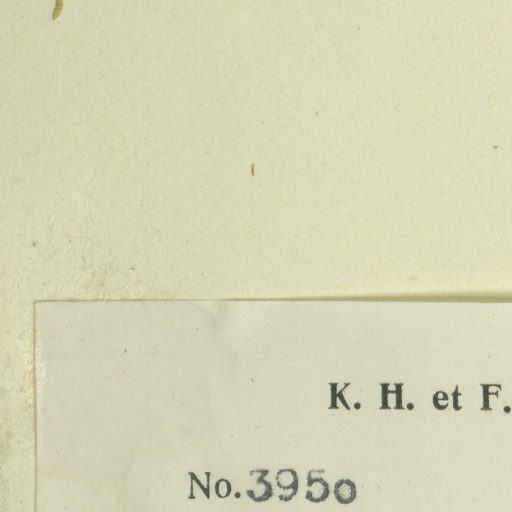 K. H. et F.
No. 3950